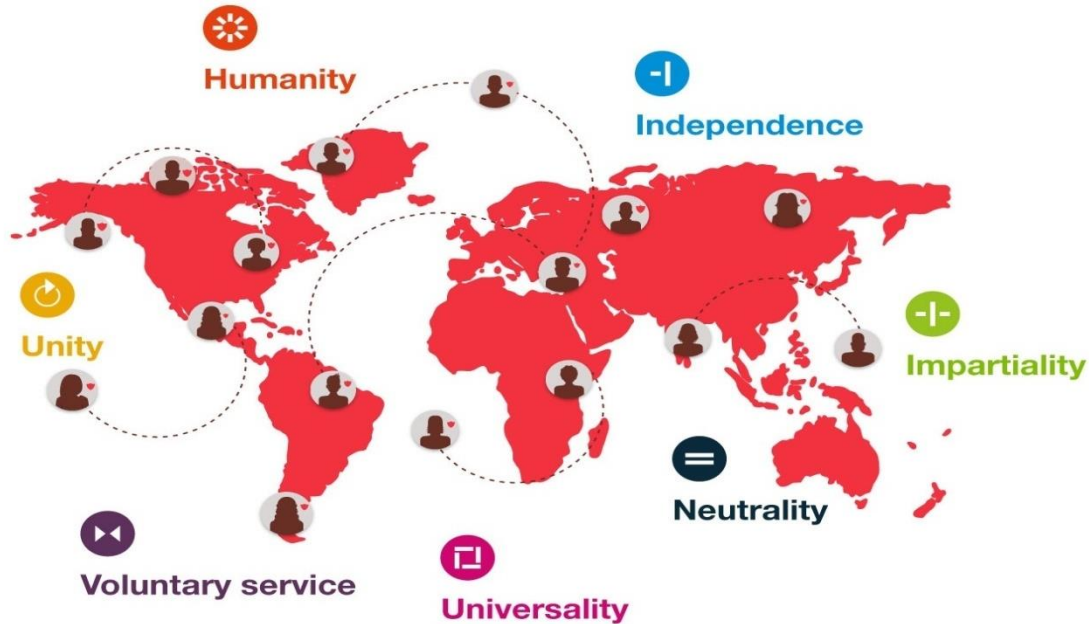 Humanity
Independence
Unity
Impartiality
Neutrality
Voluntary service
Universality